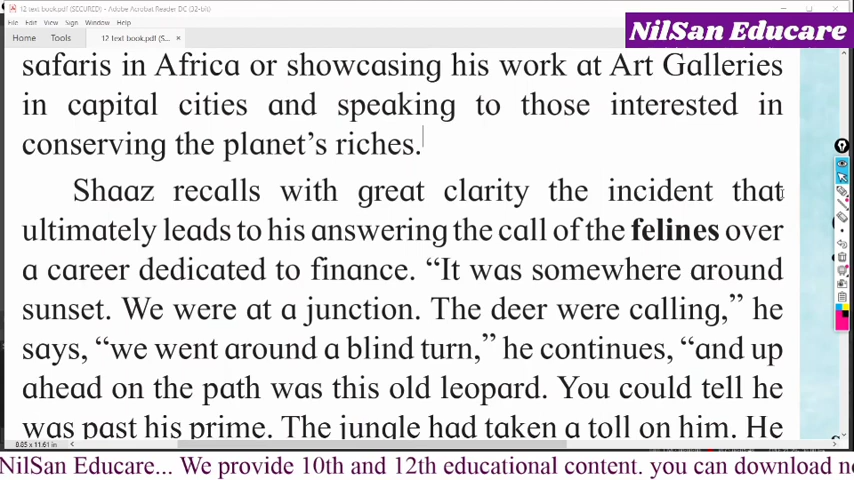 12 text book.pdf (SECURED) - Adobe Acrobat Reader DC (32-bit)
File Edit View Sign Window Help
Home Tools 12 text book.pdf (S... ×
NilSan Educare
safaris in Africa or showcasing his work at Art Galleries
in capital cities and speaking to those interested in
conserving the planet’s riches.
Shaaz recalls with great clarity the incident that
ultimately leads to his answering the call of the felines over
a career dedicated to finance. “It was somewhere around
sunset. We were at a junction. The deer were calling,” he
says, “we went around a blind turn,” he continues, “and up
ahead on the path was this old leopard. You could tell he
was past his prime. The jungle had taken a toll on him. He
8.85 x 11.61 in
NilSan Educare... We provide 10th and 12th educational content. you can download no